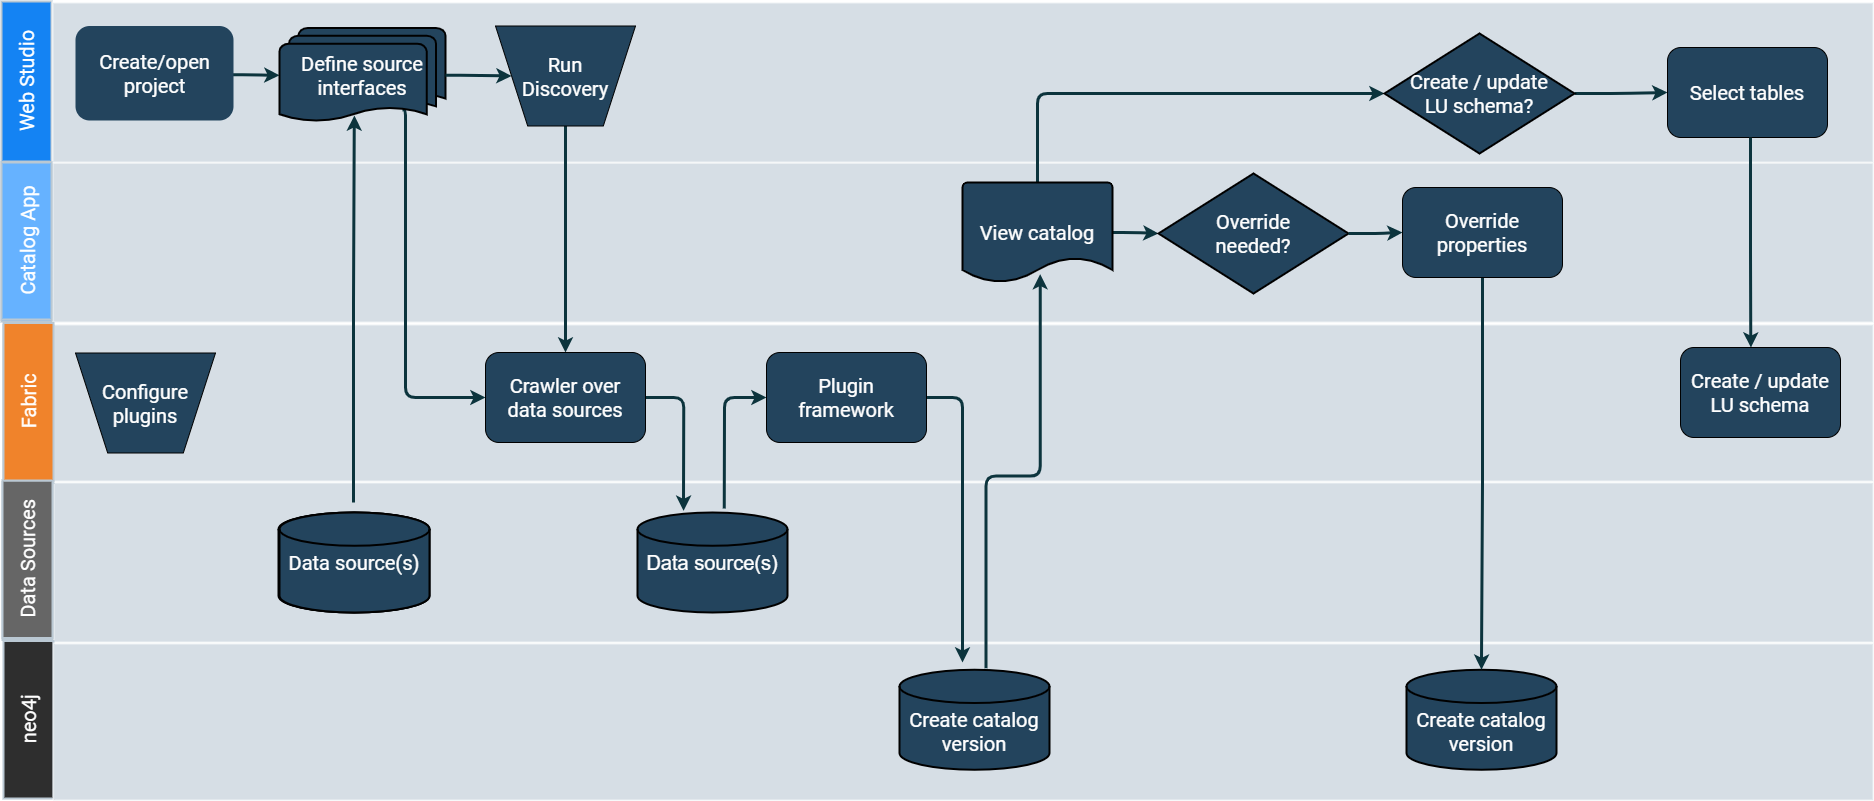 Web Studio
Create/open
project
Define source
interfaces
Run
Discovery
Create / update
LU schema?
Select tables
Catalog App
View catalog
Override
needed?
Override
properties
Fabric
Configure
plugins
Crawler over
data sources
Plugin
framework
Create / update
LU schema
Data Sources
Data source(s)
Data source(s)
neo4j
Create catalog
version
Create catalog
version